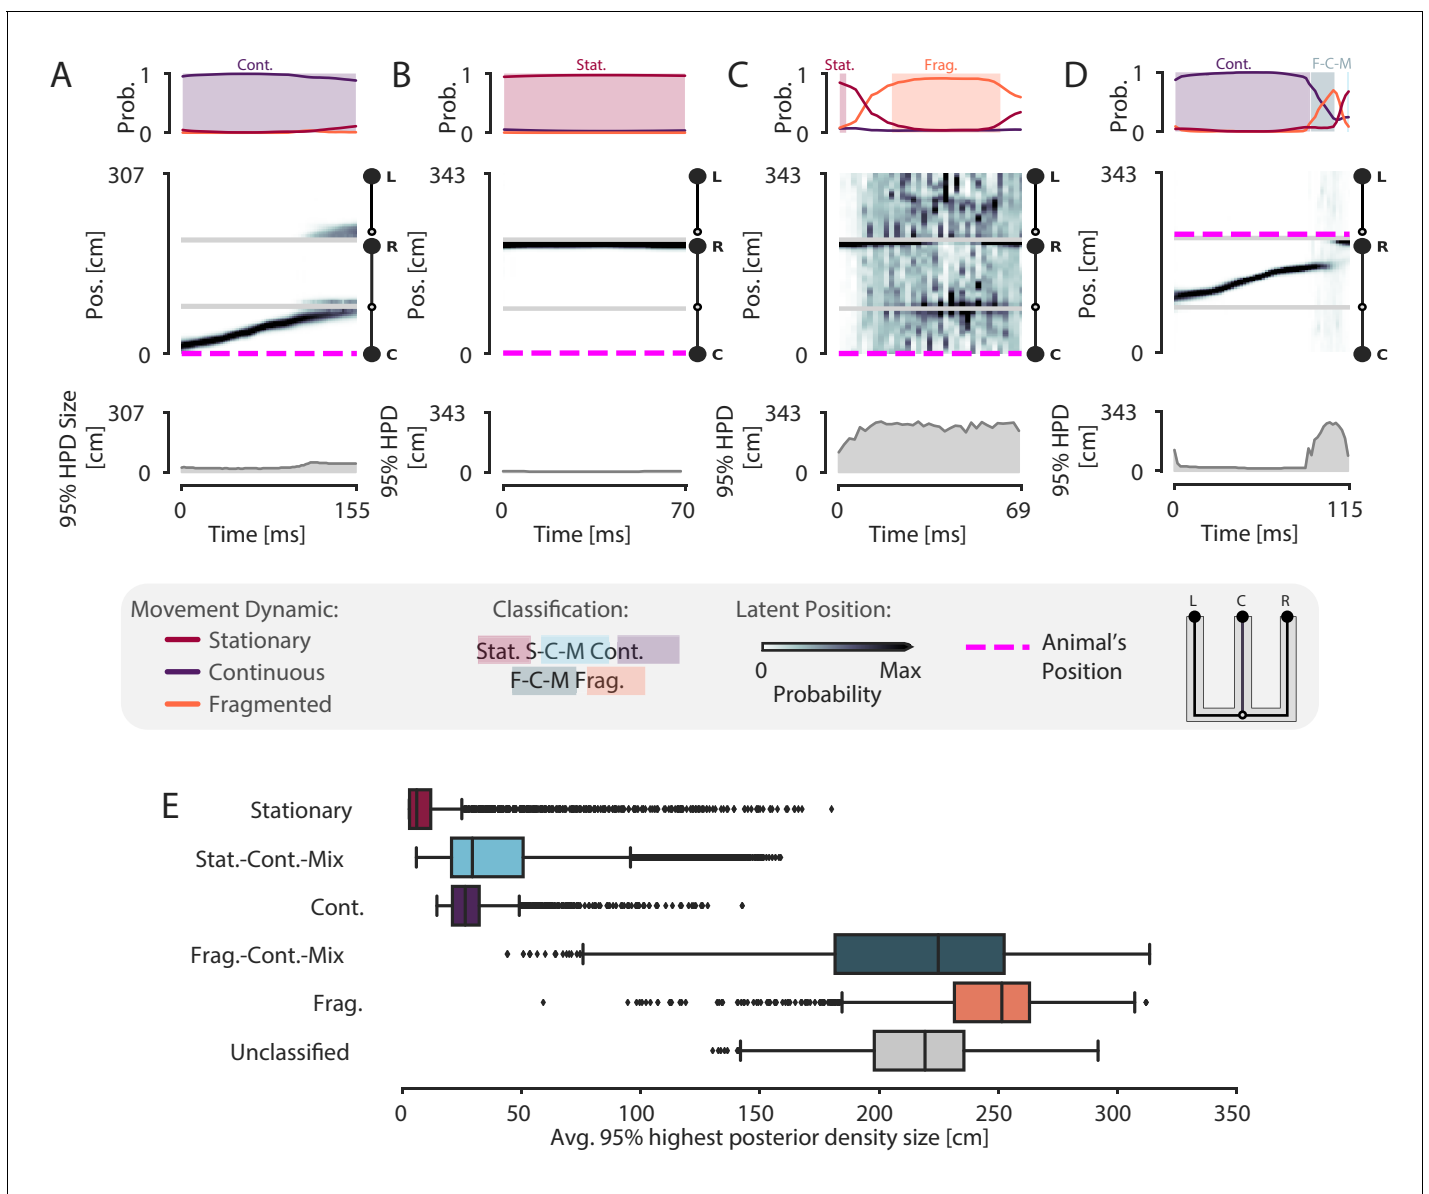 A
Cont.
Prob.
1
0
307
Pos. [cm]
0
L
R
C
307
95% HPD Size
[cm]
0
0
155
Time [ms]
B
Stat.
Prob.
1
0
343
Pos. [cm]
0
L
R
C
343
95% HPD
[cm]
0
0
70
Time [ms]
C
Stat.
Frag.
Prob.
1
0
343
Pos. [cm]
0
L
R
C
343
95% HPD
[cm]
0
0
69
Time [ms]
D
Cont.
F-C-M
Prob.
1
0
343
Pos. [cm]
0
L
R
C
343
95% HPD
[cm]
0
0
115
Time [ms]
Movement Dynamic:
Stationary
Continuous
Fragmented
Classification:
Stat. S-C-M Cont.
F-C-M Frag.
Latent Position:
0 Max
Probability
Animal's
Position
L C R
E
Stationary
Stat.-Cont.-Mix
Cont.
Frag.-Cont.-Mix
Frag.
Unclassified
0 50 100 150 200 250 300 350
Avg. 95% highest posterior density size [cm]